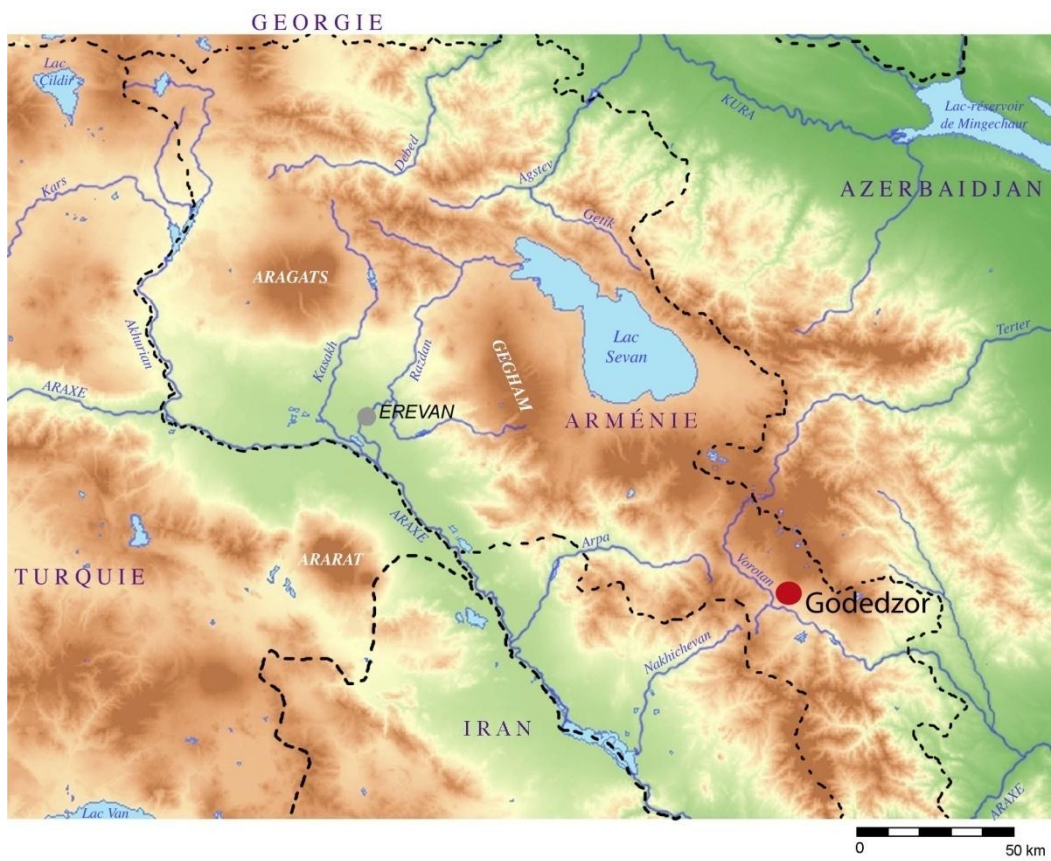 GEORGIE
Lac
Çildir
KURA
Lac-réservoir
de Mingechaur
Debed
Agstev
Kars
AZERBAIDJAN
Getik
ARAGATS
Akhurian
Kasakh
Razdan
Lac
Sevan
Terter
GEGHAM
ARAXE
EREVAN
ARMÉNIE
ARAXE
Arpa
ARARAT
TURQUIE
Vorotan
Godedzor
Nakhichevan
IRAN
ARAXE
Lac Van
0 50 km